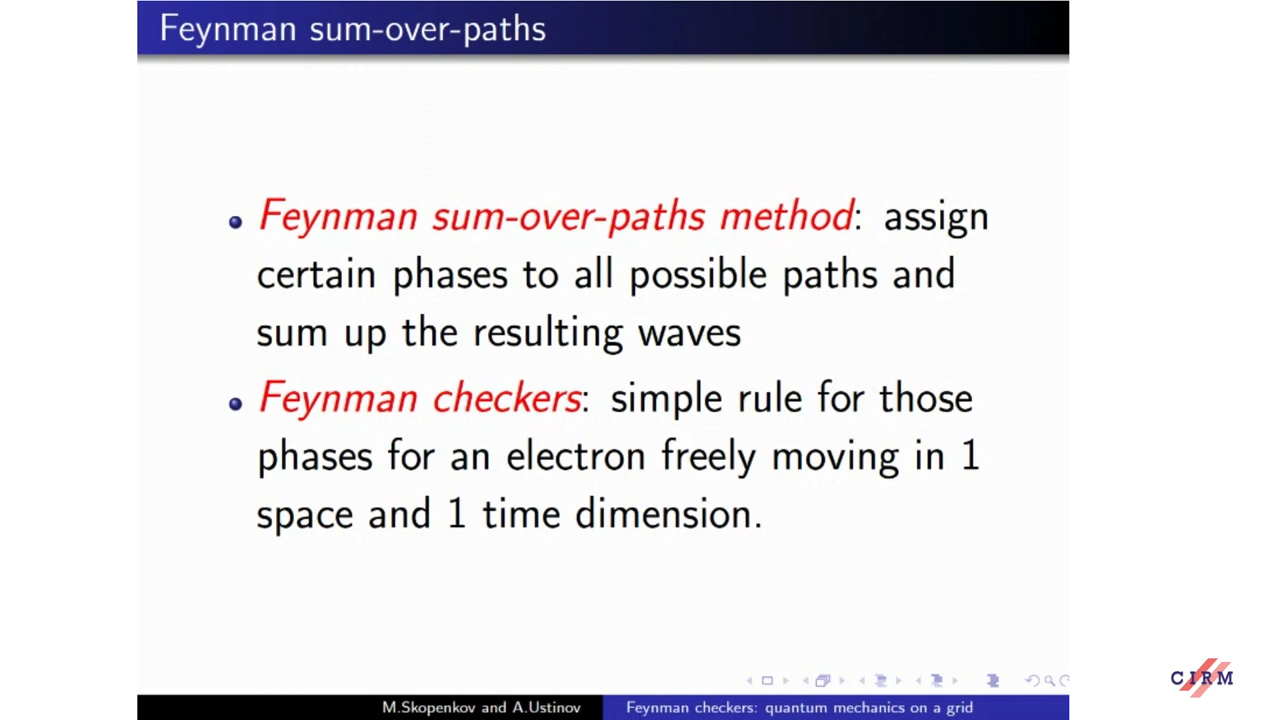 Feynman sum-over-paths
Feynman sum-over-paths method: assign
certain phases to all possible paths and
sum up the resulting waves
Feynman checkers: simple rule for those
phases for an electron freely moving in 1
space and 1 time dimension.
CIRM
M.Skopenkov and A.Ustinov
Feynman checkers: quantum mechanics on a grid